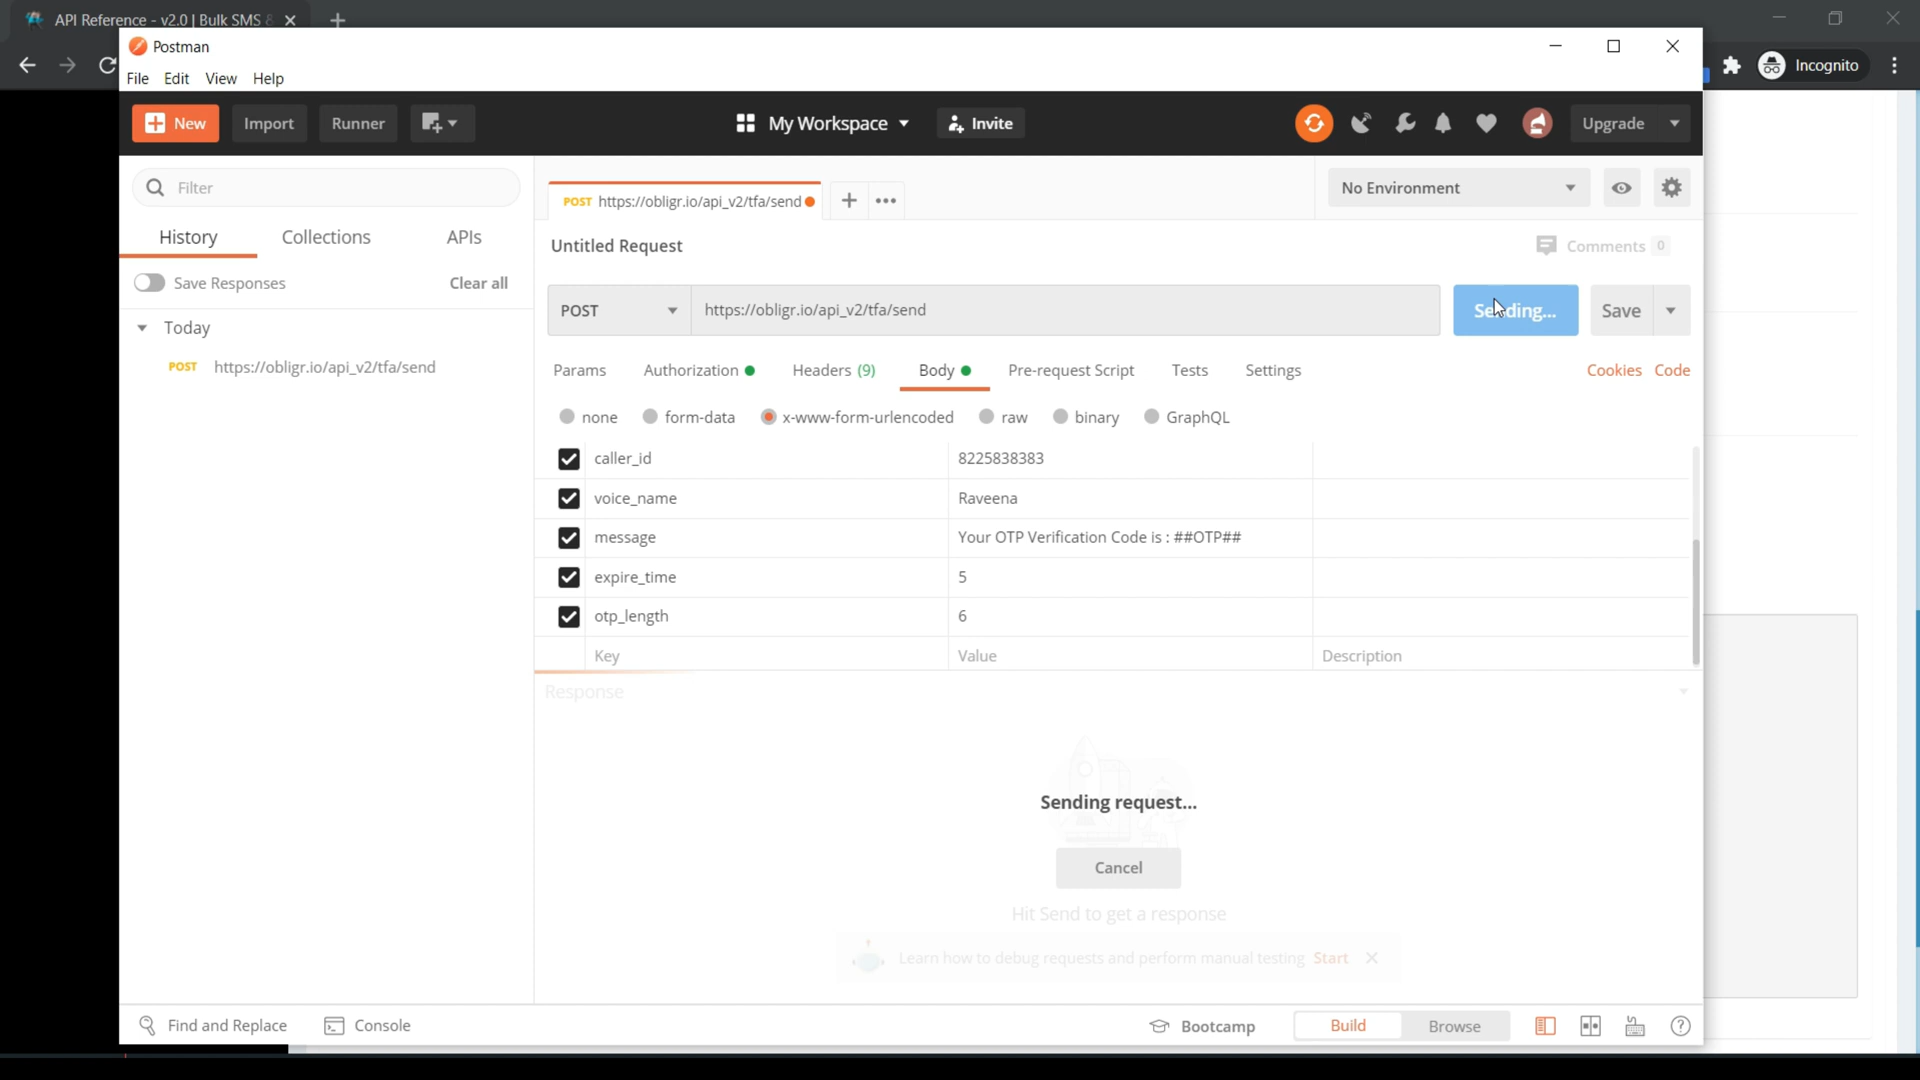 API Reference - v2.0 | Bulk SMS &
Incognito
Postman
File Edit View Help
New Import Runner My Workspace Invite Upgrade
Filter
POST https://obligr.io/api_v2/tfa/send No Environment
History Collections APIs
Untitled Request Comments 0
Save Responses Clear all
POST https://obligr.io/api_v2/tfa/send Sending... Save
Today
POST https://obligr.io/api_v2/tfa/send
Params Authorization Headers (9) Body Pre-request Script Tests Settings Cookies Code
none form-data x-www-form-urlencoded raw binary GraphQL
caller_id 8225838383
voice_name Raveena
message Your OTP Verification Code is : ##OTP##
expire_time 5
otp_length 6
Key Value Description
Response
Sending request...
Cancel
Hit Send to get a response
Learn how to debug requests and perform manual testing Start
Find and Replace Console Bootcamp Build Browse